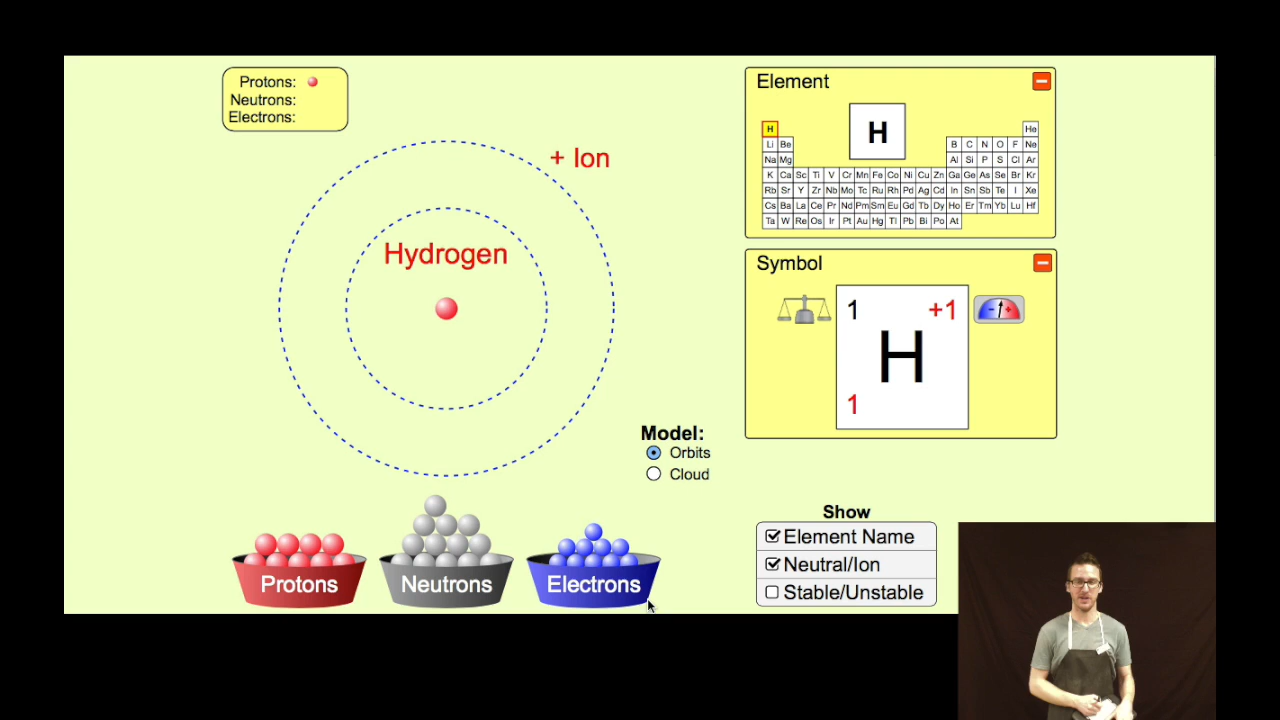 Protons:
Neutrons:
Electrons:
+ Ion
Hydrogen
Element
H
H He
Li Be B C N O F Ne
Na Mg Al Si P S Cl Ar
K Ca Sc Ti V Cr Mn Fe Co Ni Cu Zn Ga Ge As Se Br Kr
Rb Sr Y Zr Nb Mo Tc Ru Rh Pd Ag Cd In Sn Sb Te I Xe
Cs Ba La Ce Pr Nd Pm Sm Eu Gd Tb Dy Ho Er Tm Yb Lu Hf
Ta W Re Os Ir Pt Au Hg Tl Pb Bi Po At
Symbol
1 +1
H
1
- +
Model:
Orbits
Cloud
Protons
Neutrons
Electrons
Show
Element Name
Neutral/Ion
Stable/Unstable